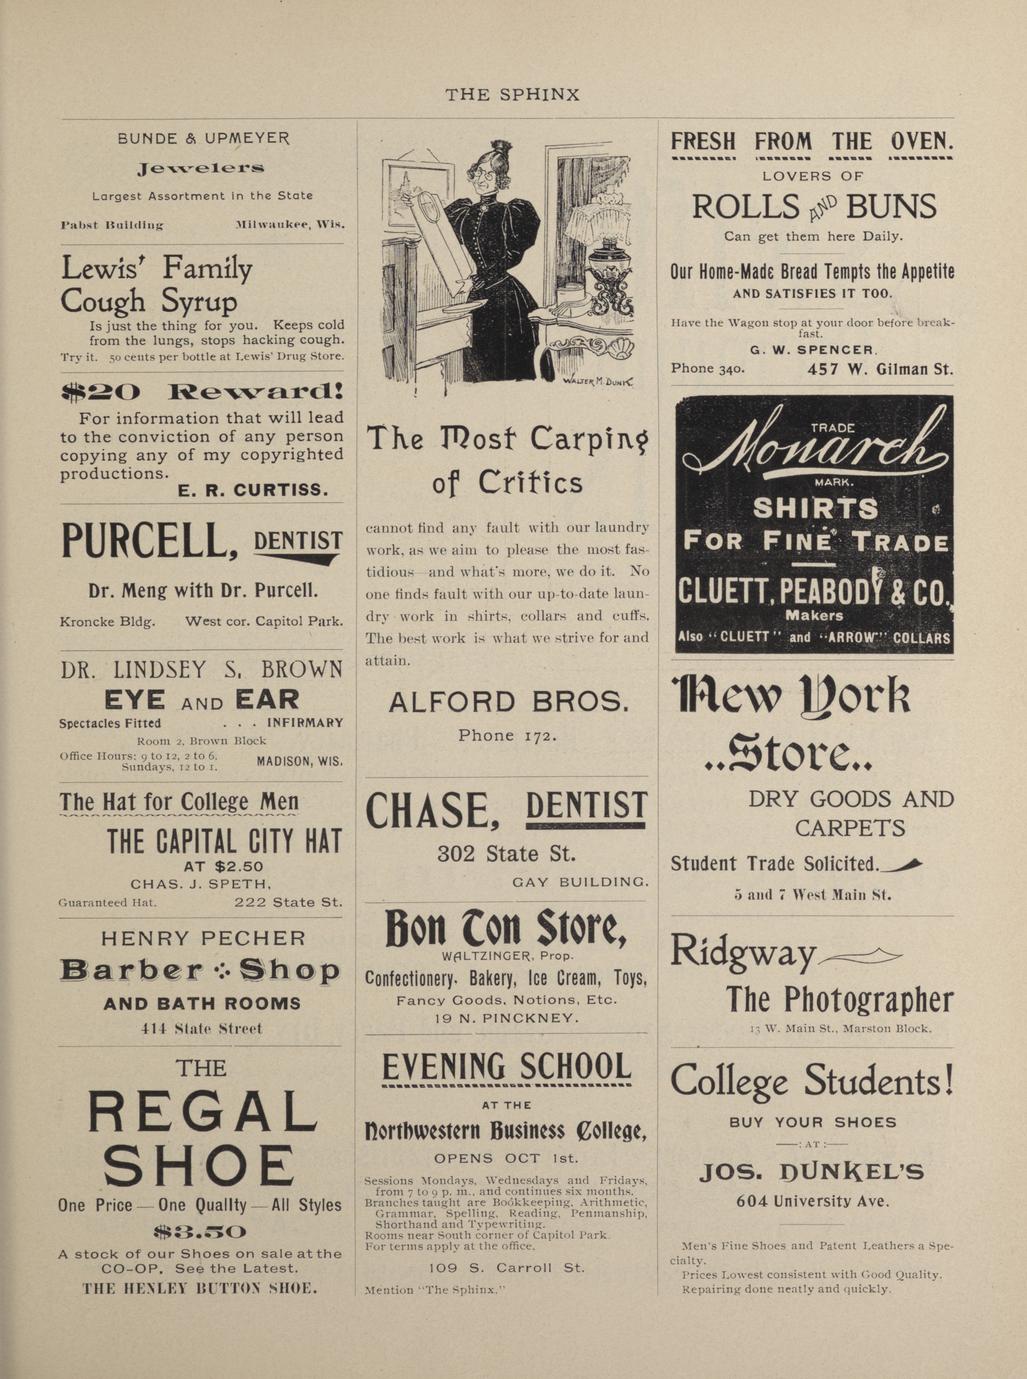 THE SPHINX
BUNDE & UPMEYER
Jewelers
Largest Assortment in the State
Pabst Building Milwaukee, Wis.
Lewis' Family
Cough Syrup
Is just the thing for you. Keeps cold
from the lungs, stops hacking cough.
Try it. 50 cents per bottle at Lewis' Drug Store.
$20 Reward!
For information that will lead
to the conviction of any person
copying any of my copyrighted
productions.
E. R. CURTISS.
PURCELL, DENTIST
Dr. Meng with Dr. Purcell.
Kroncke Bldg. West cor. Capitol Park.
DR. LINDSEY S, BROWN
EYE AND EAR
Spectacles Fitted . . . INFIRMARY
Room 2, Brown Block
Office Hours: 9 to 12, 2 to 6,
Sundays, 12 to 1. MADISON, WIS.
The Hat for College Men
THE CAPITAL CITY HAT
AT $2.50
CHAS. J. SPETH,
Guaranteed Hat. 222 State St.
HENRY PECHER
Barber Shop
AND BATH ROOMS
414 State Street
THE
REGAL
SHOE
One Price — One Quality — All Styles
$3.50
A stock of our Shoes on sale at the
CO-OP. See the Latest.
THE HENLEY BUTTON SHOE.
WALTER M. DUNK.
The Most Carping
of Critics
cannot find any fault with our laundry
work, as we aim to please the most fas-
tidious—and what's more, we do it. No
one finds fault with our up-to-date laun-
dry work in shirts, collars and cuffs.
The best work is what we strive for and
attain.
ALFORD BROS.
Phone 172.
CHASE, DENTIST
302 State St.
GAY BUILDING.
Bon Ton Store,
WALTZINGER, Prop.
Confectionery. Bakery, Ice Cream, Toys,
Fancy Goods, Notions, Etc.
19 N. PINCKNEY.
EVENING SCHOOL
AT THE
Northwestern Business College,
OPENS OCT 1st.
Sessions Mondays, Wednesdays and Fridays,
from 7 to 9 p. m., and continues six months.
Branches taught are Bookkeeping, Arithmetic,
Grammar, Spelling, Reading, Penmanship,
Shorthand and Typewriting.
Rooms near South corner of Capitol Park.
For terms apply at the office.
109 S. Carroll St.
Mention "The Sphinx."
FRESH FROM THE OVEN.
LOVERS OF
ROLLS AND BUNS
Can get them here Daily.
Our Home-Made Bread Tempts the Appetite
AND SATISFIES IT TOO.
Have the Wagon stop at your door before break-
fast.
G. W. SPENCER.
Phone 340. 457 W. Gilman St.
TRADE
Monarch
MARK.
SHIRTS
FOR FINE TRADE
CLUETT, PEABODY & CO.
Makers
Also "CLUETT" and "ARROW" COLLARS
New York
..Store..
DRY GOODS AND
CARPETS
Student Trade Solicited.
5 and 7 West Main St.
Ridgway
The Photographer
13 W. Main St., Marston Block.
College Students!
BUY YOUR SHOES
—: AT :—
JOS. DUNKEL'S
604 University Ave.
Men's Fine Shoes and Patent Leathers a Spe-
cialty.
Prices Lowest consistent with Good Quality.
Repairing done neatly and quickly.